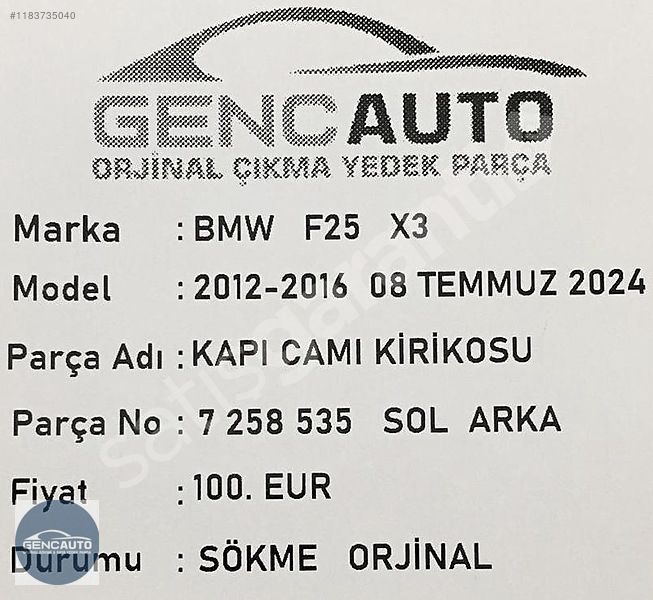 #1183735040
GENCAUTO
ORJİNAL ÇIKMA YEDEK PARÇA
Marka : BMW F25 X3
Model : 2012-2016 08 TEMMUZ 2024
Parça Adı : KAPI CAMI KİRİKOSU
Parça No : 7 258 535 SOL ARKA
Fiyat : 100. EUR
GENCAUTO
Durumu : SÖKME ORJİNAL